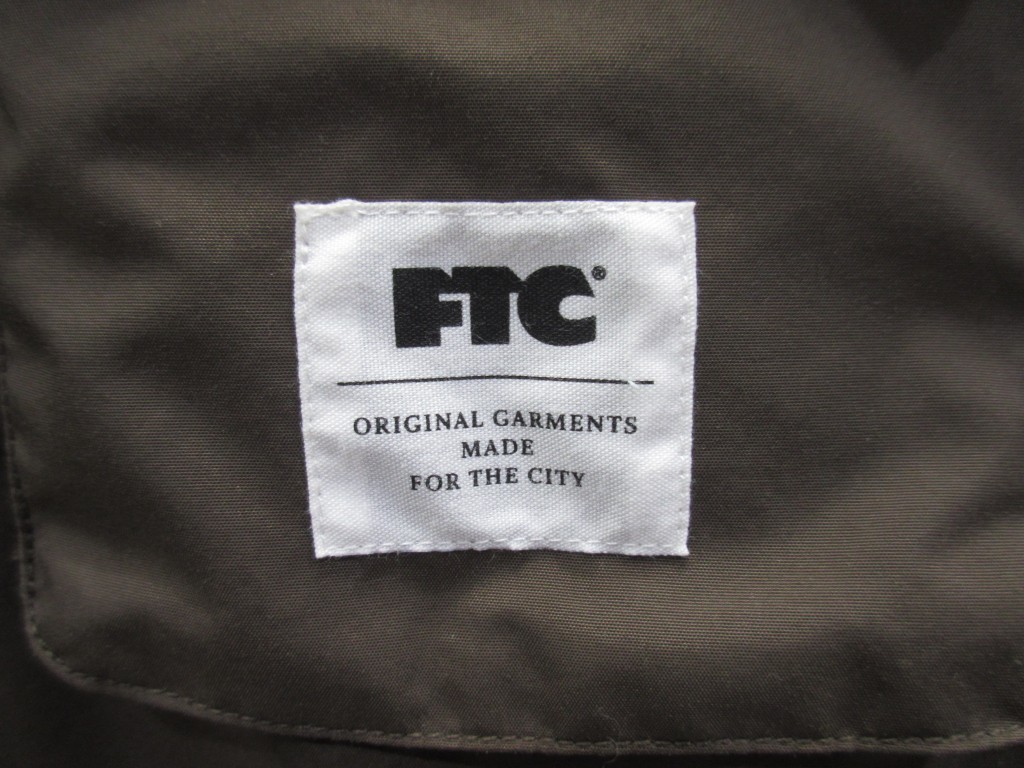 FTC®
ORIGINAL GARMENTS
MADE
FOR THE CITY